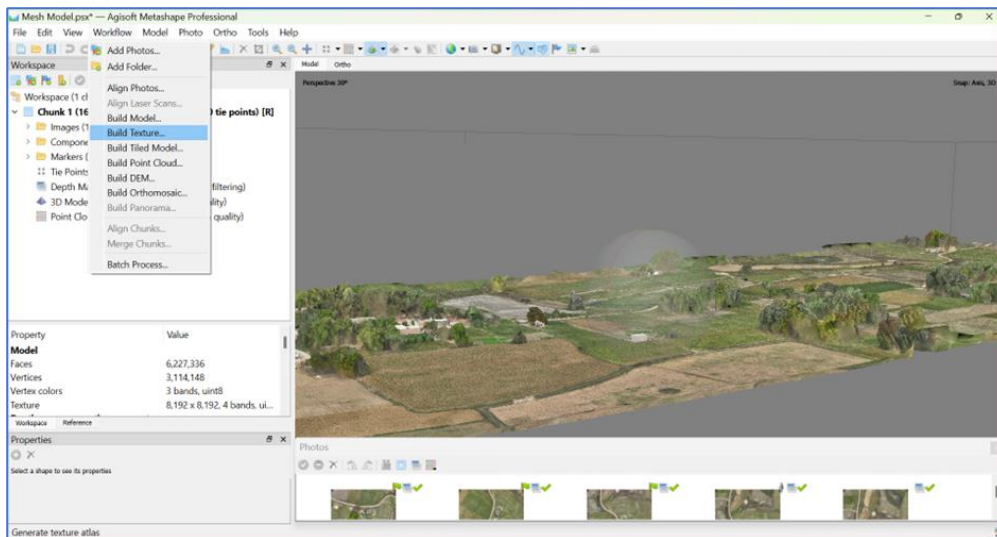 Mesh Model.psx* — Agisoft Metashape Professional
File Edit View Workflow Model Photo Ortho Tools Help
Workspace
Model Ortho
Add Photos...
Add Folder...
Align Photos...
Align Laser Scans...
Build Model...
Build Texture...
Build Tiled Model...
Build Point Cloud...
Build DEM...
Build Orthomosaic...
Build Panorama...
Align Chunks...
Merge Chunks...
Batch Process...
Workspace (1 ch
Chunk 1 (16 tie points) [R]
Images (1
Compone
Markers (
Tie Points
Depth Ma filtering)
3D Mode lity)
Point Clo quality)
Perspective 30°
Snap: Axis, 3D
Property Value
Model
Faces 6,227,336
Vertices 3,114,148
Vertex colors 3 bands, uint8
Texture 8,192 x 8,192, 4 bands, ui...
Workspace Reference
Properties
Select a shape to see its properties
Photos
Generate texture atlas